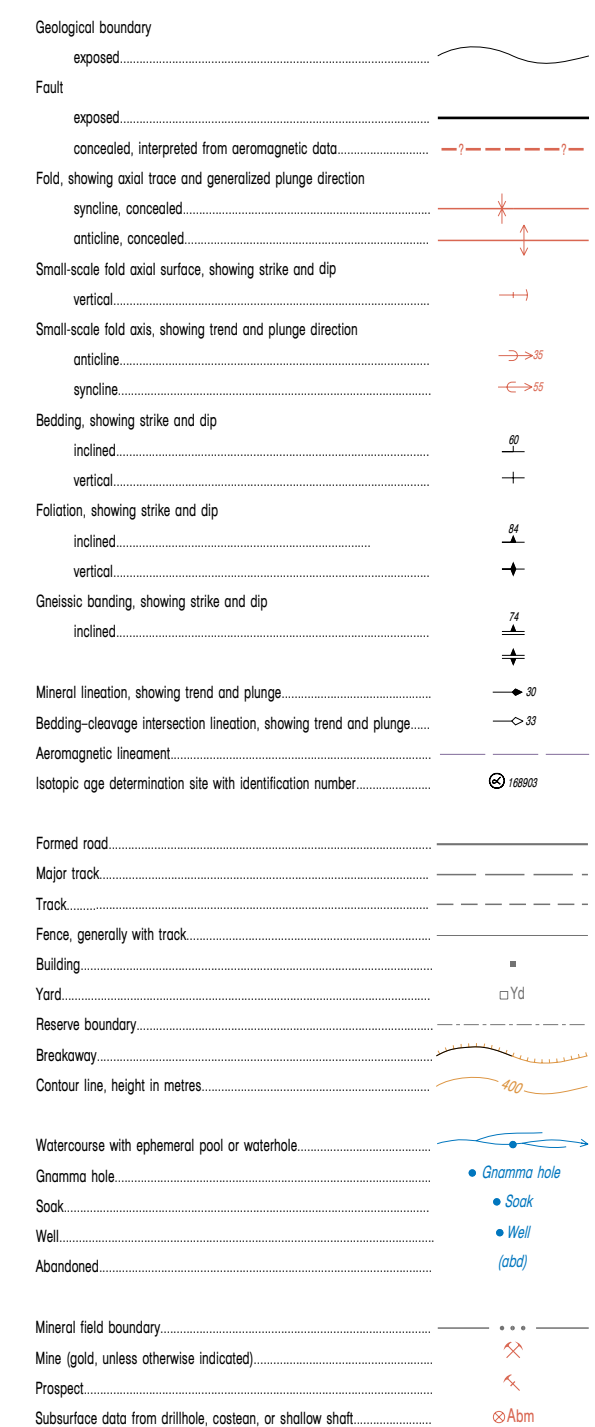 Geological boundary
exposed
Fault
exposed
concealed, interpreted from aeromagnetic data
? ?
Fold, showing axial trace and generalized plunge direction
syncline, concealed
anticline, concealed
Small-scale fold axial surface, showing strike and dip
vertical
Small-scale fold axis, showing trend and plunge direction
anticline 35
syncline 55
Bedding, showing strike and dip
inclined 60
vertical
Foliation, showing strike and dip
inclined 84
vertical
Gneissic banding, showing strike and dip
inclined 74
Mineral lineation, showing trend and plunge 30
Bedding–cleavage intersection lineation, showing trend and plunge 33
Aeromagnetic lineament
Isotopic age determination site with identification number 168903
Formed road
Major track
Track
Fence, generally with track
Building
Yard Yd
Reserve boundary
Breakaway
Contour line, height in metres 400
Watercourse with ephemeral pool or waterhole
Gnamma hole Gnamma hole
Soak Soak
Well Well
Abandoned (abd)
Mineral field boundary
Mine (gold, unless otherwise indicated)
Prospect
Subsurface data from drillhole, costean, or shallow shaft Abm